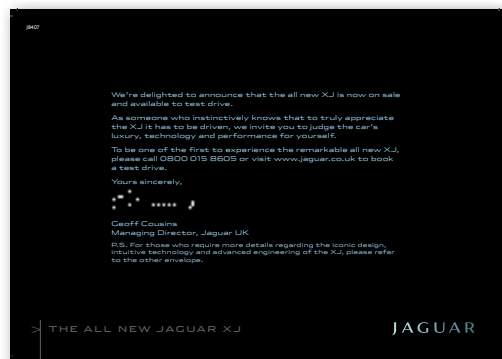 J8407
We're delighted to announce that the all new XJ is now on sale
and available to test drive.
As someone who instinctively knows that to truly appreciate
the XJ it has to be driven, we invite you to judge the car's
luxury, technology and performance for yourself.
To be one of the first to experience the remarkable all new XJ,
please call 0800 015 8605 or visit www.jaguar.co.uk to book
a test drive.
Yours sincerely,
Geoff Cousins
Managing Director, Jaguar UK
P.S. For those who require more details regarding the iconic design,
intuitive technology and advanced engineering of the XJ, please refer
to the other envelope.
> THE ALL NEW JAGUAR XJ
JAGUAR